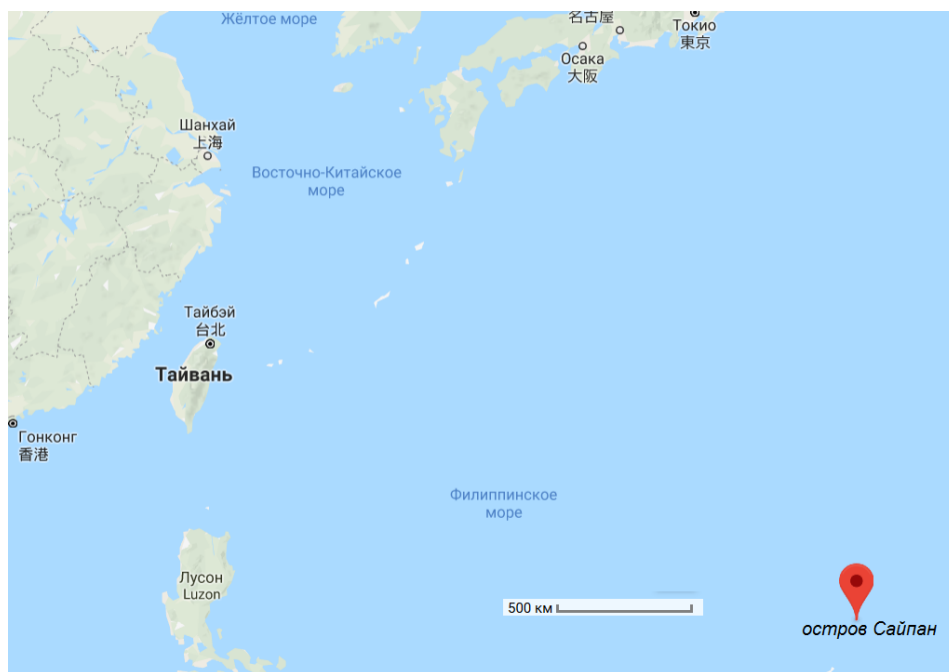 Жёлтое море
名古屋
Токио
東京
Осака
大阪
Шанхай
上海
Восточно-Китайское
море
Тайбэй
台北
Тайвань
Гонконг
香港
Филиппинское
море
Лусон
Luzon
500 км
остров Сайпан